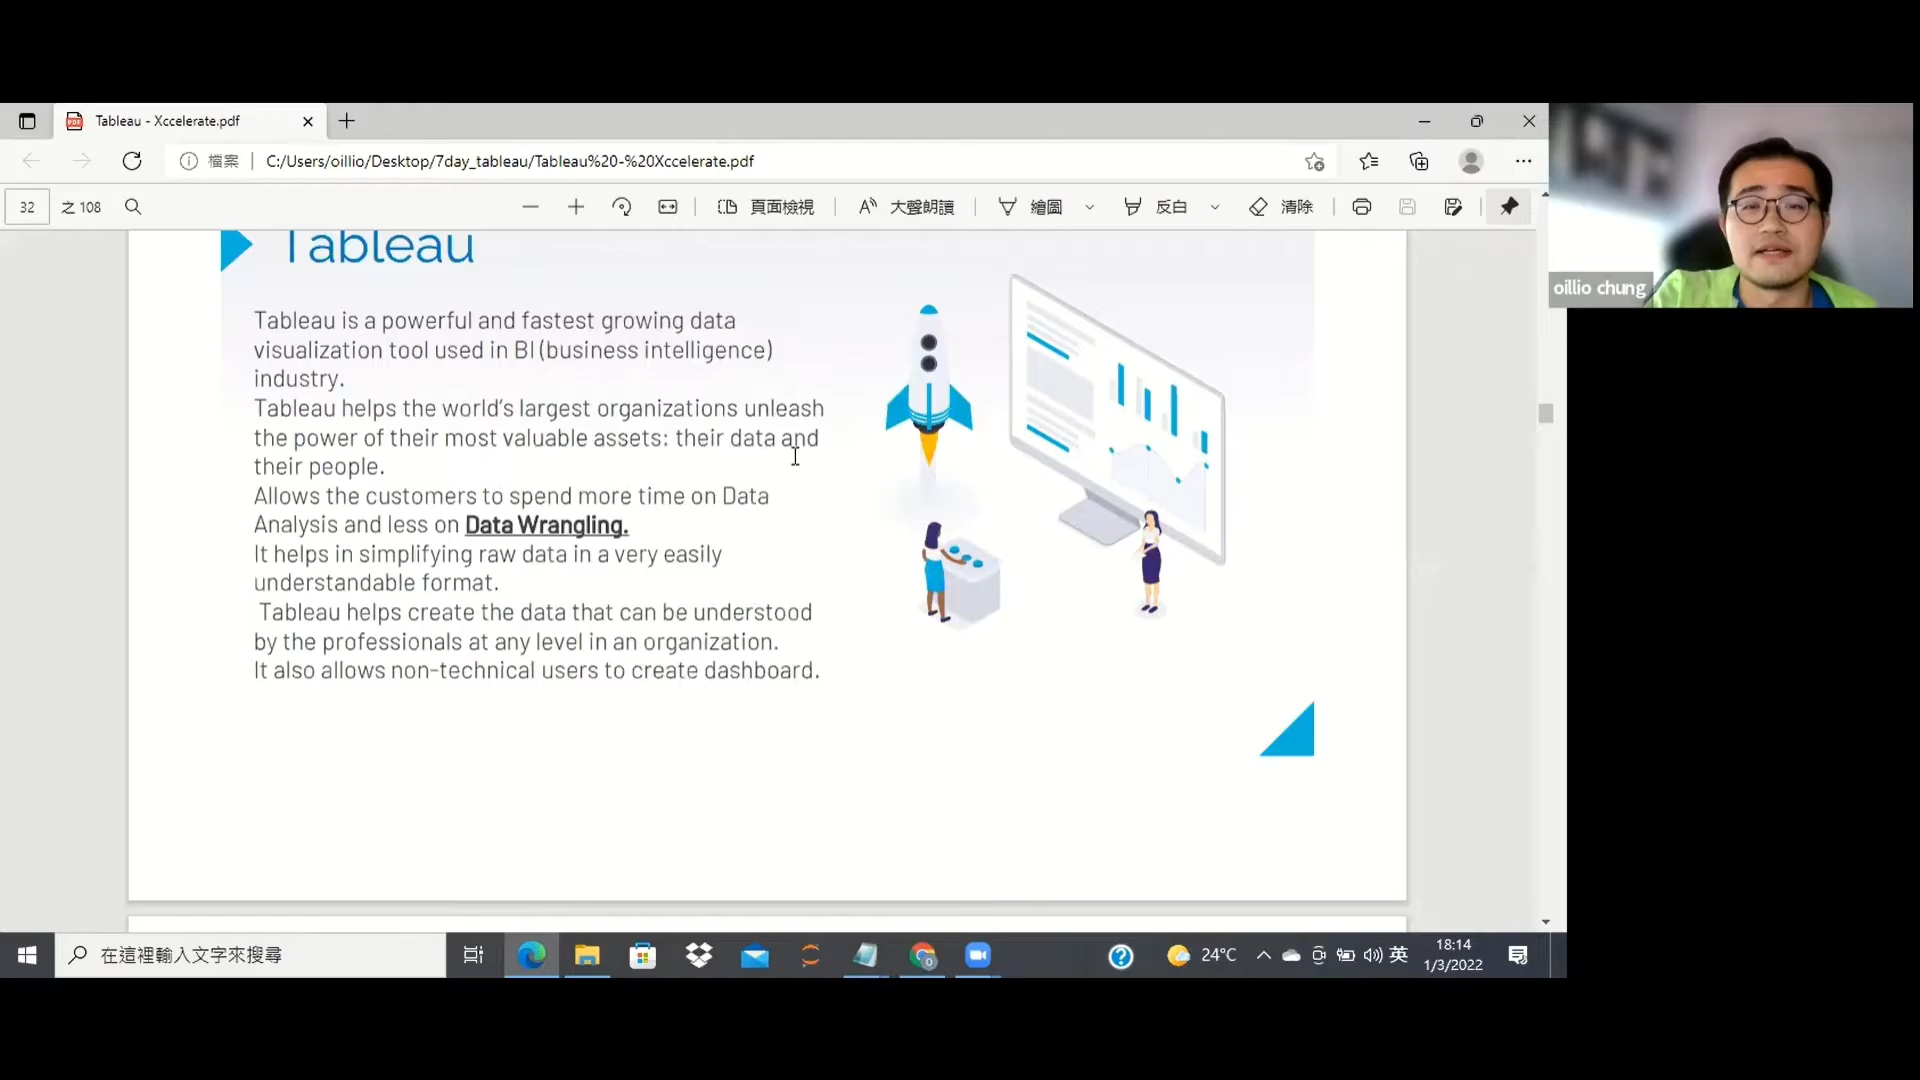 Tableau - Xccelerate.pdf
檔案
C:/Users/oillio/Desktop/7day_tableau/Tableau%20-%20Xccelerate.pdf
32 之 108
頁面檢視
大聲朗讀
繪圖
反白
清除
oillio chung
Tableau
Tableau is a powerful and fastest growing data
visualization tool used in BI (business intelligence)
industry.
Tableau helps the world's largest organizations unleash
the power of their most valuable assets: their data and
their people.
Allows the customers to spend more time on Data
Analysis and less on Data Wrangling.
It helps in simplifying raw data in a very easily
understandable format.
Tableau helps create the data that can be understood
by the professionals at any level in an organization.
It also allows non-technical users to create dashboard.
在這裡輸入文字來搜尋
24°C
英
18:14
1/3/2022